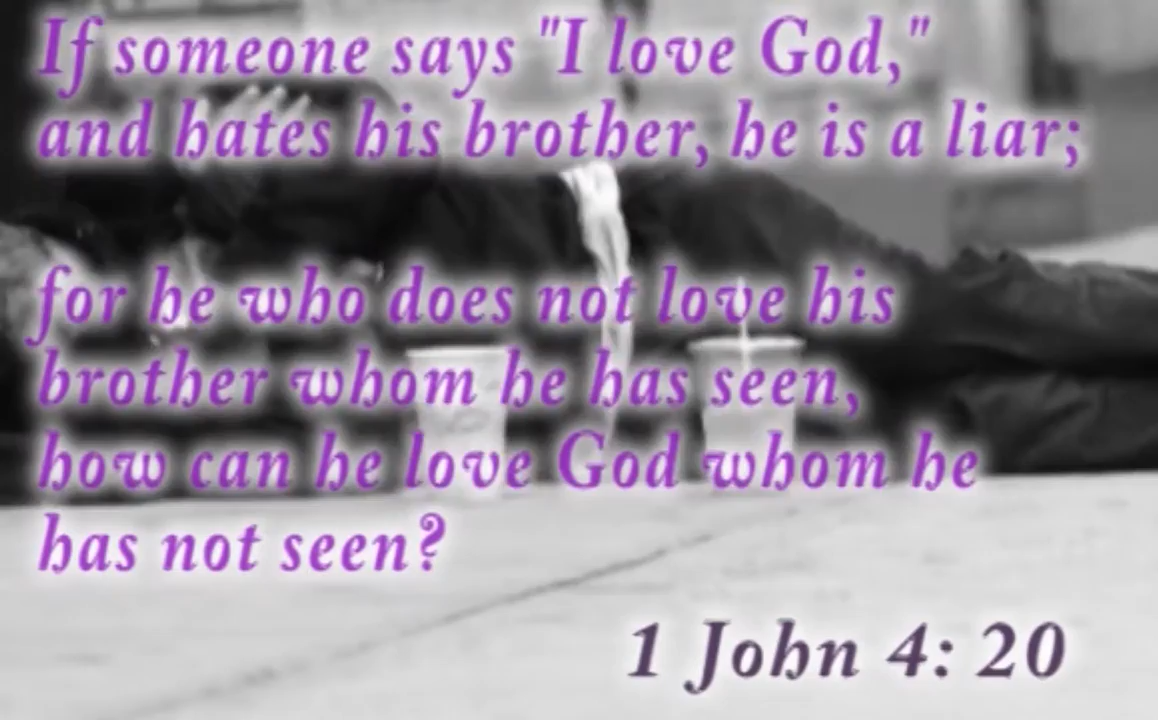 If someone says "I love God,"
and hates his brother, he is a liar;
for he who does not love his
brother whom he has seen,
how can he love God whom he
has not seen?
1 John 4: 20